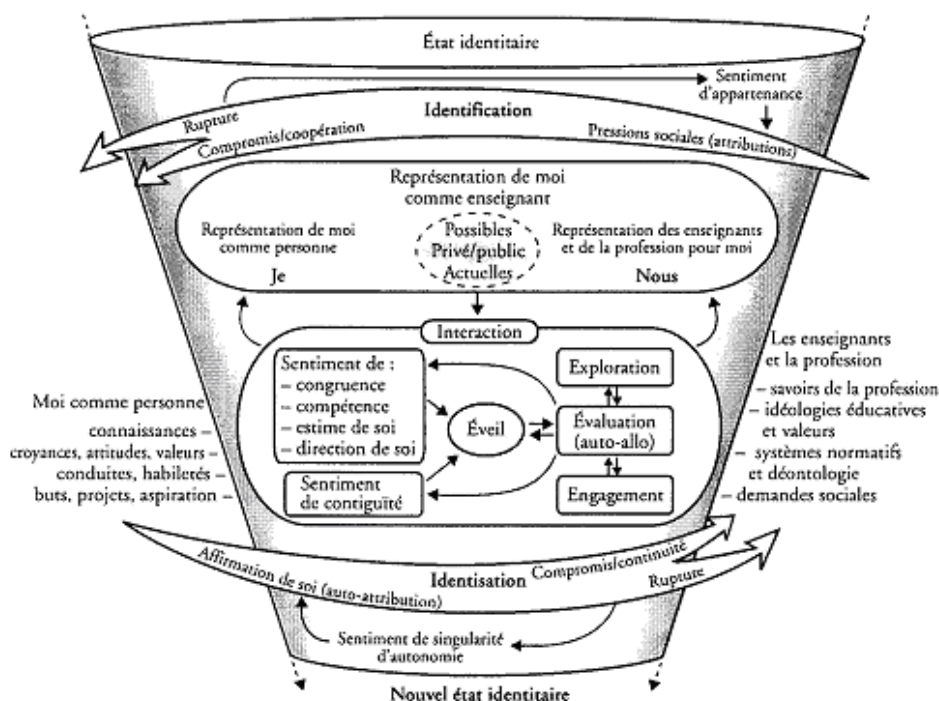 État identitaire
Sentiment
d'appartenance
Rupture
Identification
Compromis/coopération
Pressions sociales (attributions)
Représentation de moi
comme enseignant
Représentation de moi
comme personne
Je
Possibles
Privé/public
Actuelles
Représentation des enseignants
et de la profession pour moi
Nous
Interaction
Sentiment de :
– congruence
– compétence
– estime de soi
– direction de soi
Sentiment
de contiguïté
Éveil
Exploration
Évaluation
(auto-allo)
Engagement
Moi comme personne
connaissances –
croyances, attitudes, valeurs –
conduites, habiletés –
buts, projets, aspiration –
Les enseignants
et la profession
– savoirs de la profession
– idéologies éducatives
et valeurs
– systèmes normatifs
et déontologie
– demandes sociales
Affirmation de soi (auto-attribution)
Identisation
Compromis/continuité
Rupture
Sentiment de singularité
d'autonomie
Nouvel état identitaire